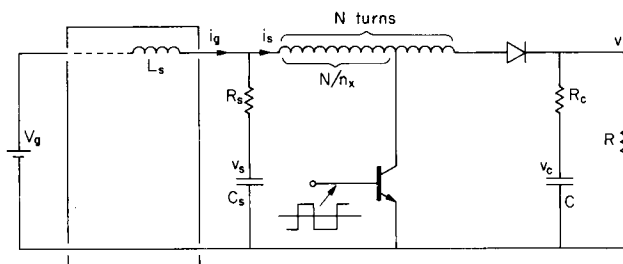 N turns
i_g
i_s
L_s
N/n_x
v
R_s
R_c
V_g
v_s
C_s
v_c
C
R